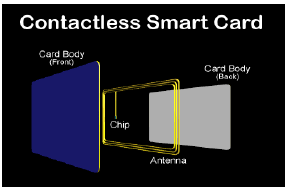 Contactless Smart Card
Card Body
(Front)
Card Body
(Back)
Chip
Antenna